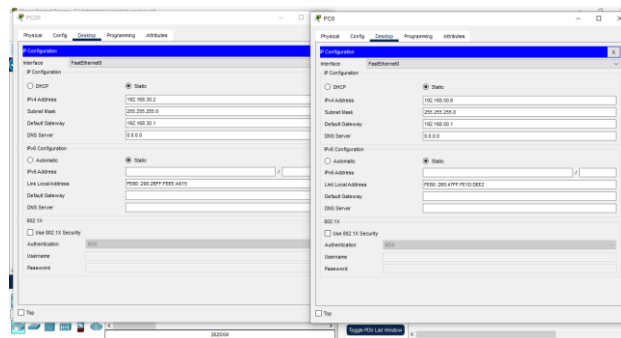 PC20
Physical Config Desktop Programming Attributes
IP Configuration
Interface FastEthernet0
IP Configuration
DHCP Static
IPv4 Address 192.168.30.2
Subnet Mask 255.255.255.0
Default Gateway 192.168.30.1
DNS Server 0.0.0.0
IPv6 Configuration
Automatic Static
IPv6 Address /
Link Local Address
Default Gateway
DNS Server
802.1X
Use 802.1X Security
Authentication MD5
Username
Password
Top
2620XM
PC0
Physical Config Desktop Programming Attributes
IP Configuration X
Interface FastEthernet0
IP Configuration
DHCP Static
IPv4 Address
Subnet Mask 255.255.255.0
Default Gateway 192.168.50.1
DNS Server 0.0.0.0
IPv6 Configuration
Automatic Static
IPv6 Address /
Link Local Address
Default Gateway
DNS Server
802.1X
Use 802.1X Security
Authentication MD5
Username
Password
Top
Toggle PDU List Window